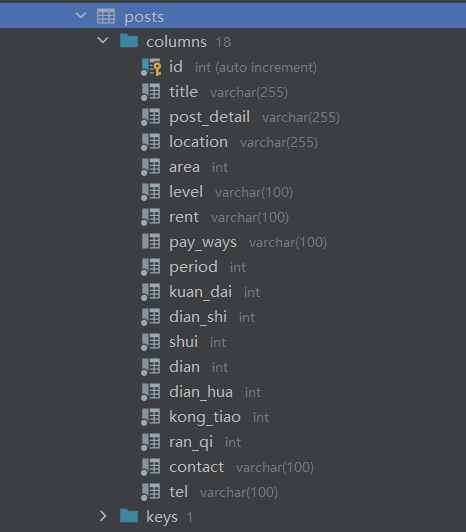 posts
columns 18
id int (auto increment)
title varchar(255)
post_detail varchar(255)
location varchar(255)
area int
level varchar(100)
rent varchar(100)
pay_ways varchar(100)
period int
kuan_dai int
dian_shi int
shui int
dian int
dian_hua int
kong_tiao int
ran_qi int
contact varchar(100)
tel varchar(100)
keys 1